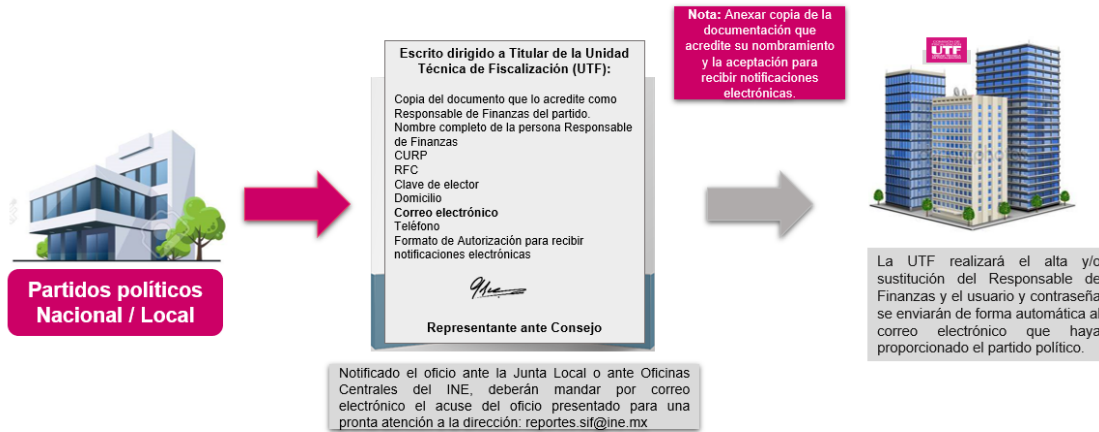 Partidos políticos
Nacional / Local
Escrito dirigido a Titular de la Unidad
Técnica de Fiscalización (UTF):
Copia del documento que lo acredite como
Responsable de Finanzas del partido.
Nombre completo de la persona Responsable
de Finanzas
CURP
RFC
Clave de elector
Domicilio
Correo electrónico
Teléfono
Formato de Autorización para recibir
notificaciones electrónicas
Representante ante Consejo
Notificado el oficio ante la Junta Local o ante Oficinas
Centrales del INE, deberán mandar por correo
electrónico el acuse del oficio presentado para una
pronta atención a la dirección: reportes.sif@ine.mx
Nota: Anexar copia de la
documentación que
acredite su nombramiento
y la aceptación para
recibir notificaciones
electrónicas.
UTF
La UTF realizará el alta y/o
sustitución del Responsable de
Finanzas y el usuario y contraseña
se enviarán de forma automática al
correo electrónico que haya
proporcionado el partido político.